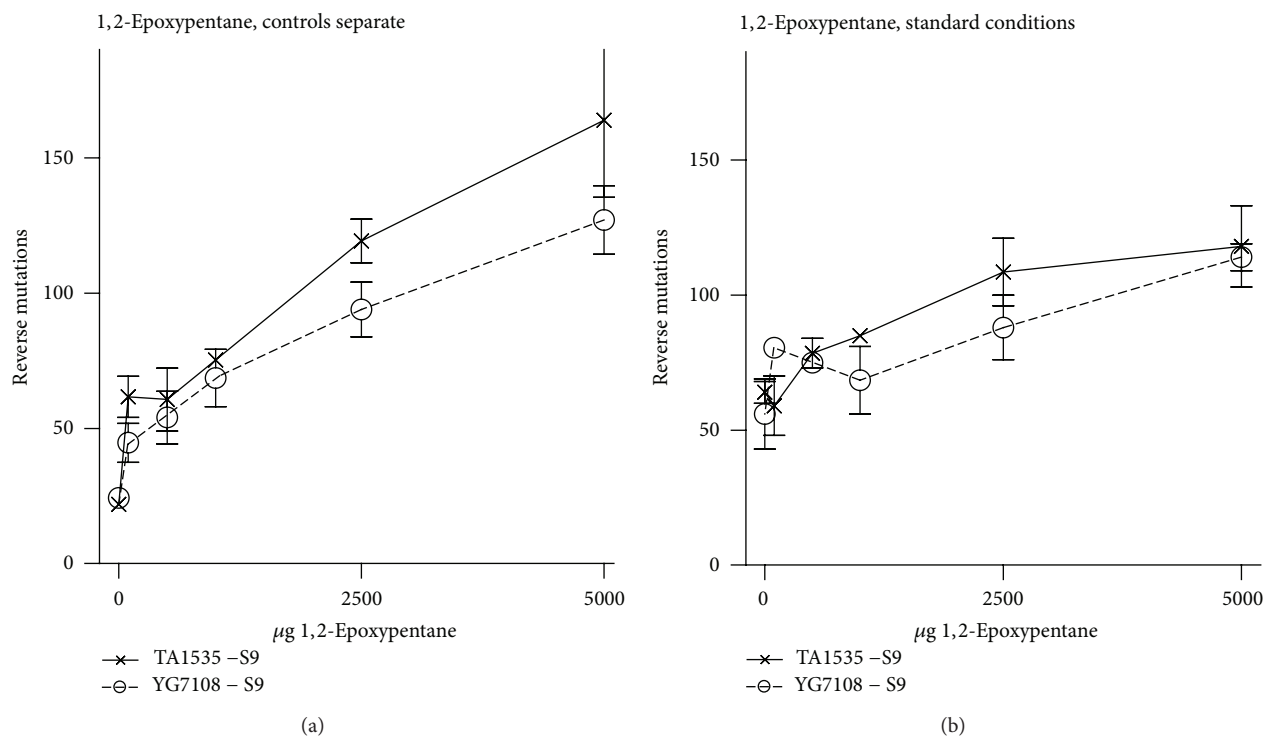 1,2-Epoxypentane, controls separate
150
100
50
0
Reverse mutations
0
2500
5000
μg 1,2-Epoxypentane
TA1535 −S9
YG7108 − S9
(a)
1,2-Epoxypentane, standard conditions
150
100
50
0
Reverse mutations
0
2500
5000
μg 1,2-Epoxypentane
TA1535 −S9
YG7108 − S9
(b)